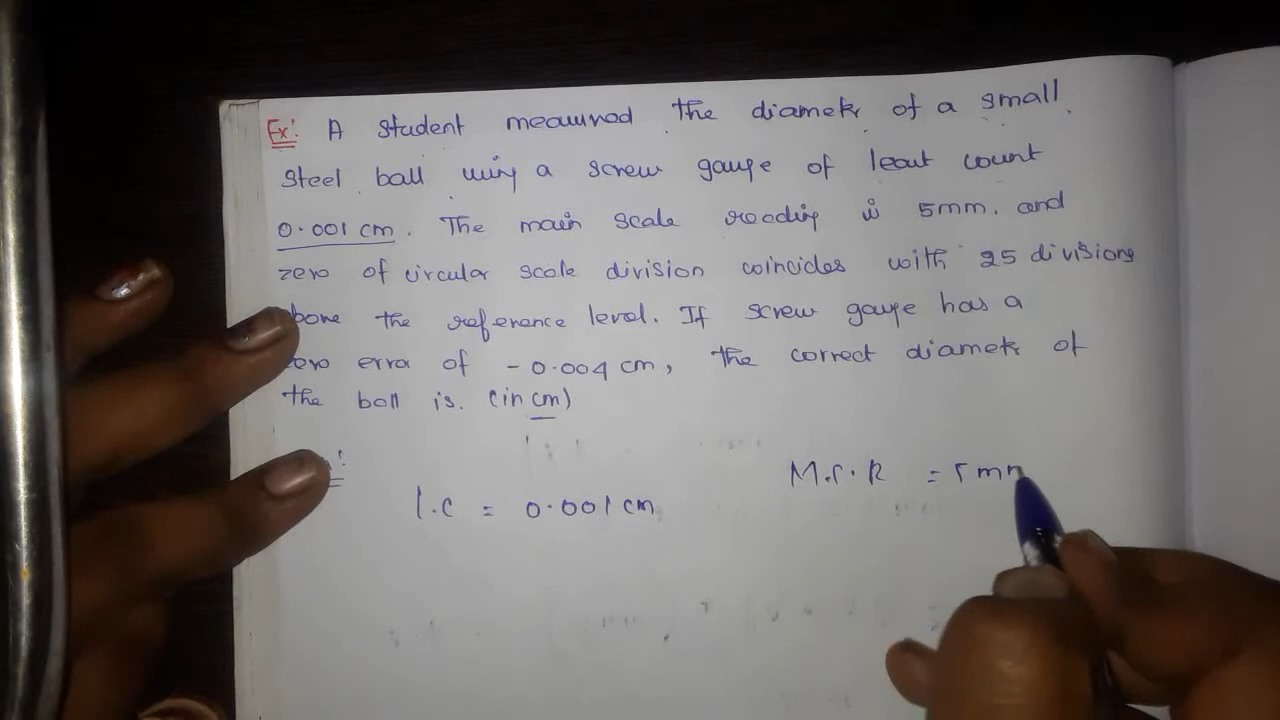 Ex: A student measured the diameter of a small
steel ball using a screw gauge of least count
0.001 cm. The main scale reading is 5mm. and
zero of circular scale division coincides with 25 divisions
above the reference level. If screw gauge has a
zero error of -0.004 cm, the correct diameter of
the ball is. (in cm)
l.c = 0.001 cm
M.S.R = 5 mm